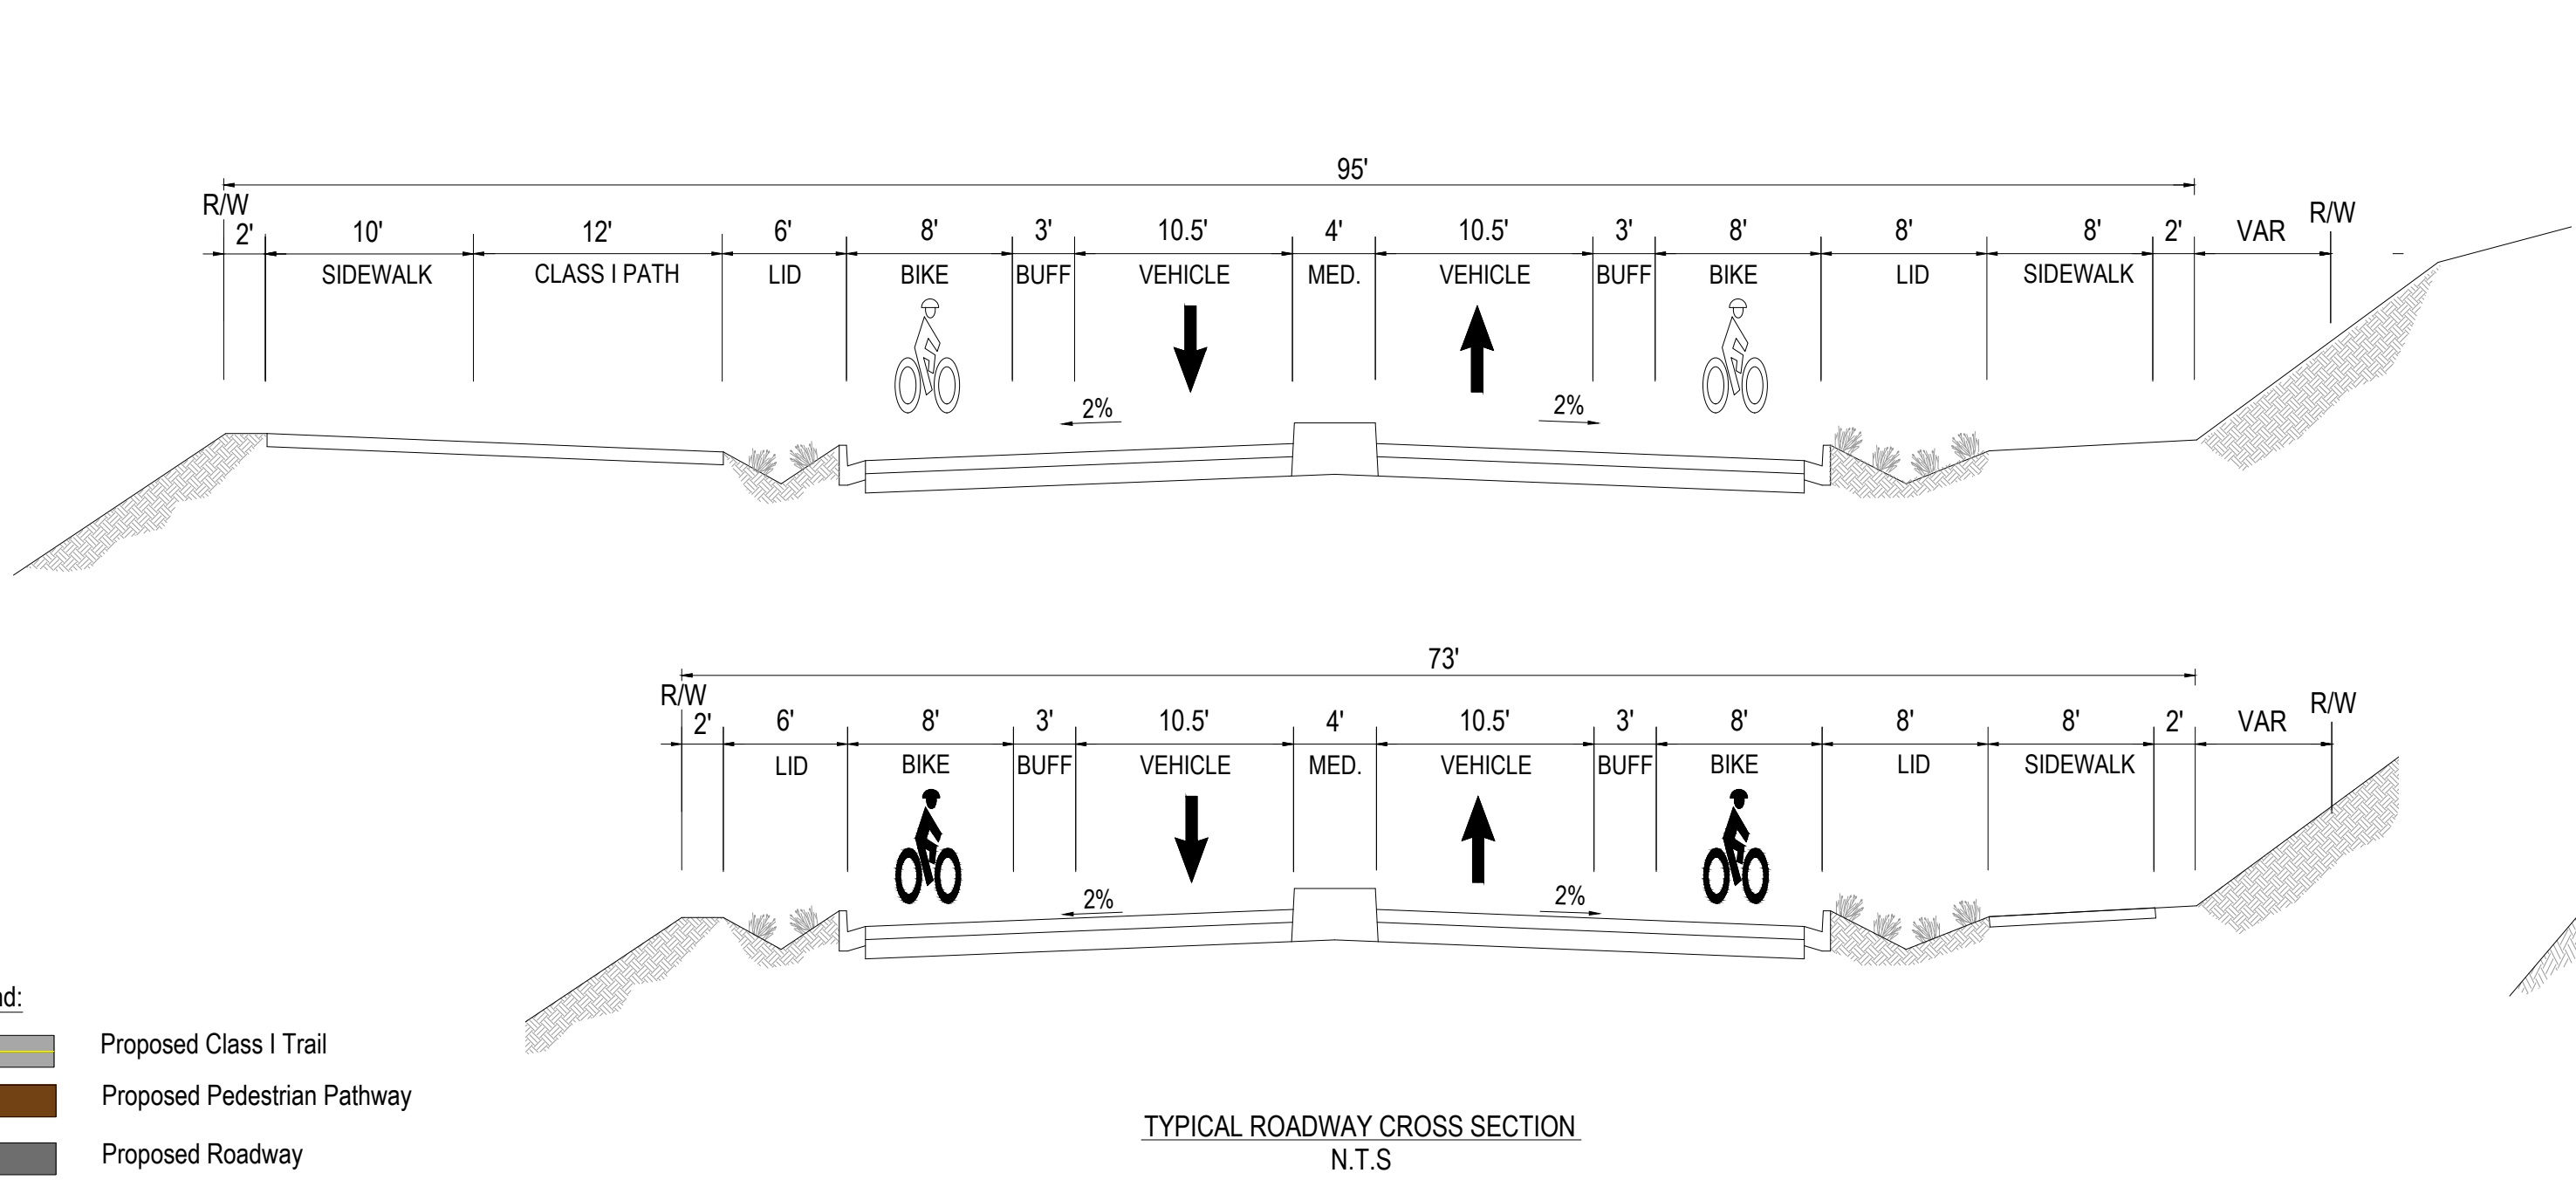 95'
R/W
R/W
2' 10' 12' 6' 8' 3' 10.5' 4' 10.5' 3' 8' 8' 8' 2' VAR
SIDEWALK CLASS I PATH LID BIKE BUFF VEHICLE MED. VEHICLE BUFF BIKE LID SIDEWALK
2% 2%
73'
R/W
R/W
2' 6' 8' 3' 10.5' 4' 10.5' 3' 8' 8' 8' 2' VAR
LID BIKE BUFF VEHICLE MED. VEHICLE BUFF BIKE LID SIDEWALK
2% 2%
nd:
Proposed Class I Trail
Proposed Pedestrian Pathway
Proposed Roadway
TYPICAL ROADWAY CROSS SECTION
N.T.S